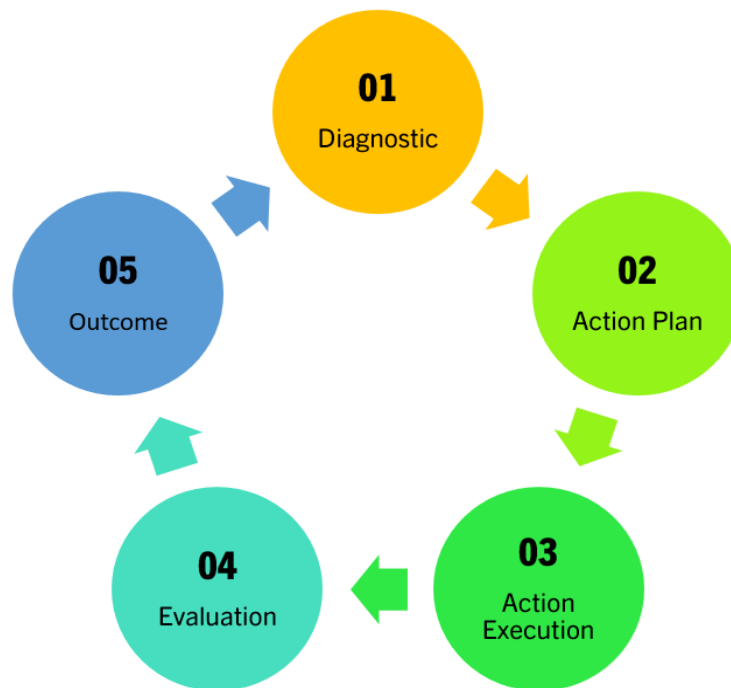 01
Diagnostic
02
Action Plan
03
Action
Execution
04
Evaluation
05
Outcome